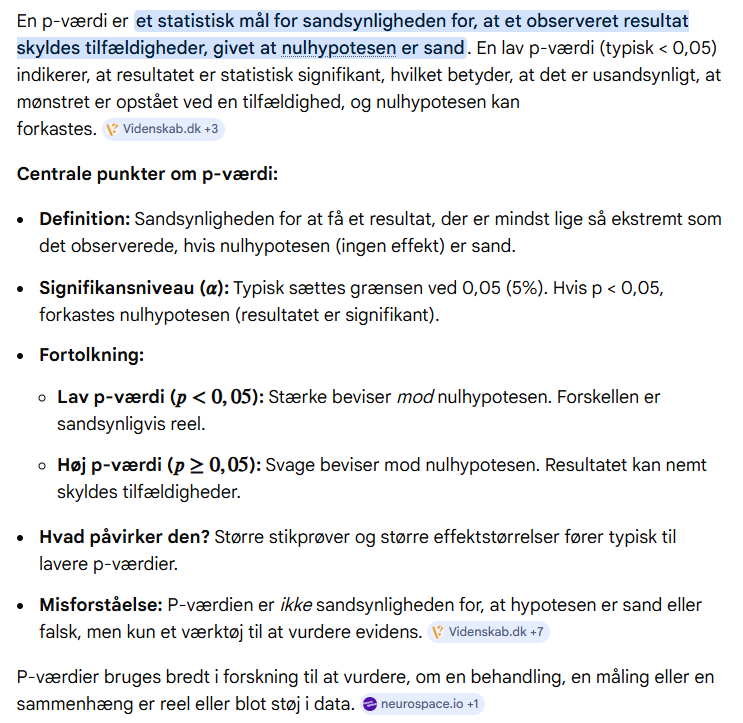 En p-værdi er et statistisk mål for sandsynligheden for, at et observeret resultat
skyldes tilfældigheder, givet at nulhypotesen er sand. En lav p-værdi (typisk < 0,05)
indikerer, at resultatet er statistisk signifikant, hvilket betyder, at det er usandsynligt, at
mønstret er opstået ved en tilfældighed, og nulhypotesen kan
forkastes. Videnskab.dk +3
Centrale punkter om p-værdi:
• Definition: Sandsynligheden for at få et resultat, der er mindst lige så ekstremt som
det observerede, hvis nulhypotesen (ingen effekt) er sand.
• Signifikansniveau (α): Typisk sættes grænsen ved 0,05 (5%). Hvis p < 0,05,
forkastes nulhypotesen (resultatet er signifikant).
• Fortolkning:
◦ Lav p-værdi (p < 0,05): Stærke beviser mod nulhypotesen. Forskellen er
sandsynligvis reel.
◦ Høj p-værdi (p ≥ 0,05): Svage beviser mod nulhypotesen. Resultatet kan nemt
skyldes tilfældigheder.
• Hvad påvirker den? Større stikprøver og større effektstørrelser fører typisk til
lavere p-værdier.
• Misforståelse: P-værdien er ikke sandsynligheden for, at hypotesen er sand eller
falsk, men kun et værktøj til at vurdere evidens. Videnskab.dk +7
P-værdier bruges bredt i forskning til at vurdere, om en behandling, en måling eller en
sammenhæng er reel eller blot støj i data. neurospace.io +1